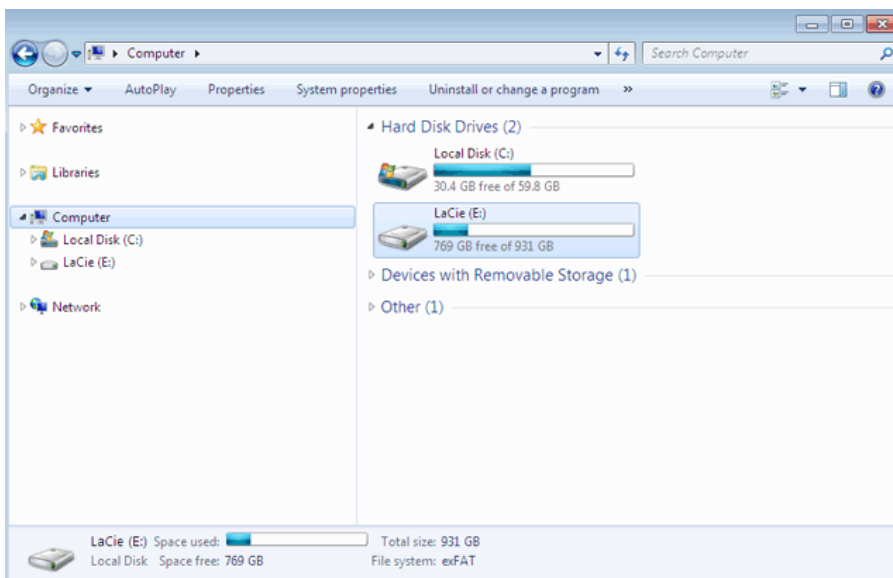 Computer
Search Computer
Organize AutoPlay Properties System properties Uninstall or change a program »
Favorites
Libraries
Computer
Local Disk (C:)
LaCie (E:)
Network
Hard Disk Drives (2)
Local Disk (C:)
30.4 GB free of 59.8 GB
LaCie (E:)
769 GB free of 931 GB
Devices with Removable Storage (1)
Other (1)
LaCie (E:) Space used: Total size: 931 GB
Local Disk Space free: 769 GB File system: exFAT